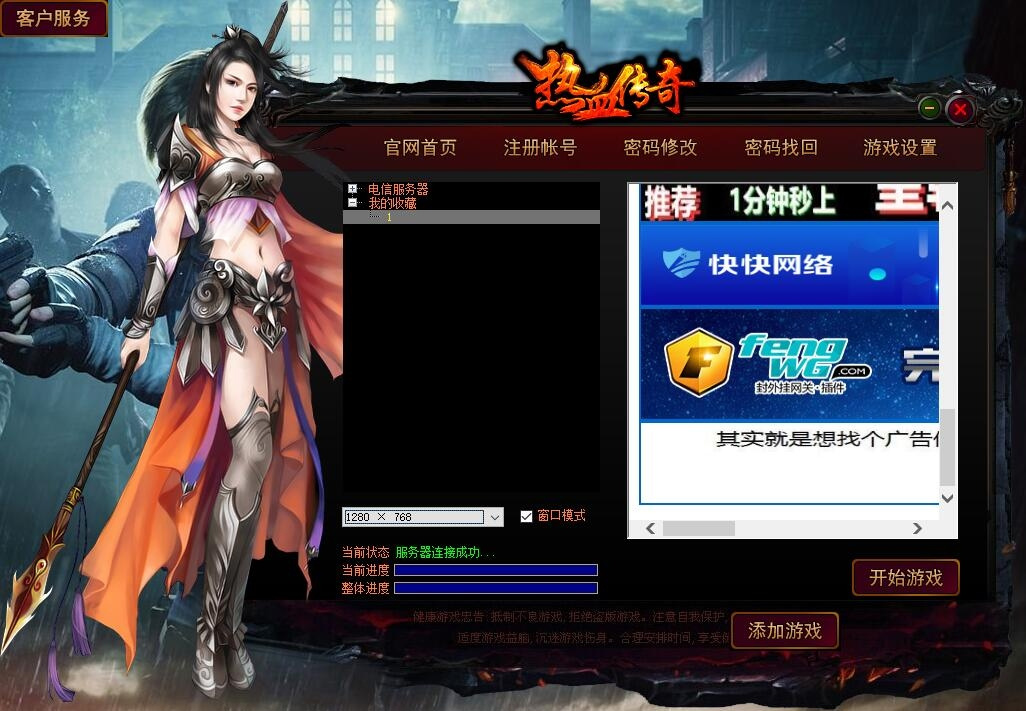 客户服务
热血传奇
官网首页 注册帐号 密码修改 密码找回 游戏设置
电信服务器
我的收藏
1
推荐 1分钟秒上
快快网络
F fengWG.COM
封外挂网关·插件
完
其实就是想找个广告
1280 × 768
窗口模式
当前状态 服务器连接成功...
当前进度
整体进度
开始游戏
健康游戏忠告:抵制不良游戏,拒绝盗版游戏。注意自我保护,
适度游戏益脑,沉迷游戏伤身。合理安排时间,享受
添加游戏